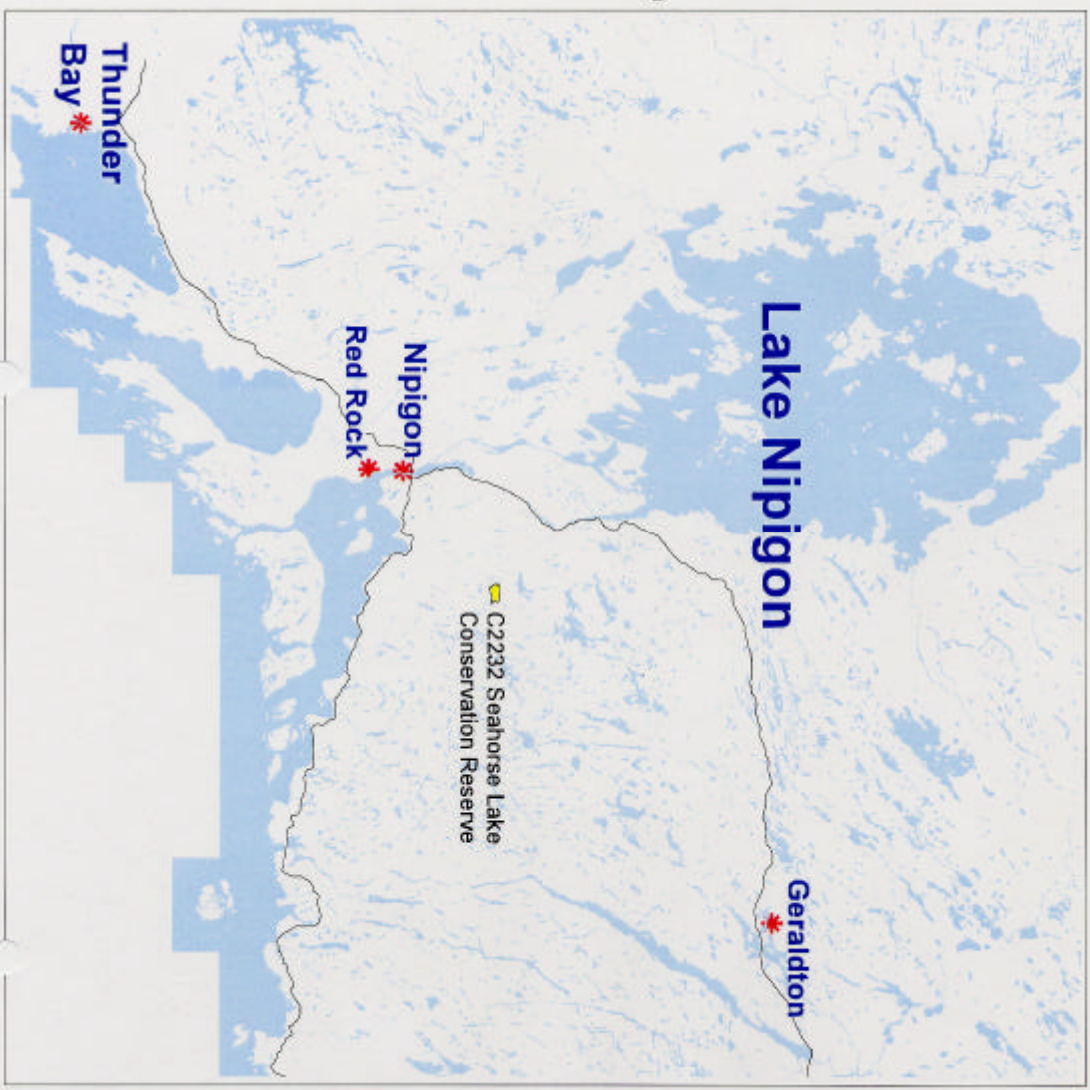 Lake Nipigon
Geraldton
C2232 Seahorse Lake
Conservation Reserve
Nipigon
Red Rock
Thunder
Bay